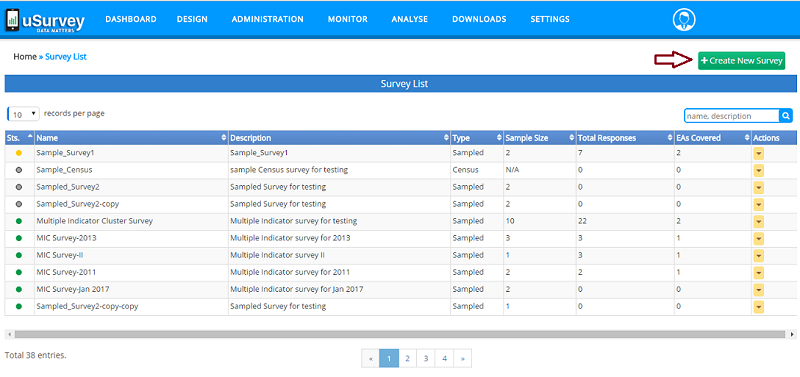 uSurvey DASHBOARD DESIGN ADMINISTRATION MONITOR ANALYSE DOWNLOADS SETTINGS
DATA MATTERS
Home » Survey List
+ Create New Survey
Survey List
10 records per page
name, description
Sts. Name Description Type Sample Size Total Responses EAs Covered Actions
Sample_Survey1 Sample_Survey1 Sampled 2 7 2
Sample_Census sample Census survey for testing Census N/A 0 0
Sampled_Survey2 Sampled Survey for testing Sampled 2 0 0
Sampled_Survey2-copy Sampled Survey for testing Sampled 2 0 0
Multiple Indicator Cluster Survey Multiple Indicator survey for testing Sampled 10 22 2
MIC Survey-2013 Multiple Indicator survey for 2013 Sampled 3 3 1
MIC Survey-II Multiple Indicator survey II Sampled 1 3 1
MIC Survey-2011 Multiple Indicator survey for 2011 Sampled 2 2 1
MIC Survey-Jan 2017 Multiple Indicator survey for Jan 2017 Sampled 2 0 0
Sampled_Survey2-copy-copy Sampled Survey for testing Sampled 1 0 0
Total 38 entries.
« 1 2 3 4 »